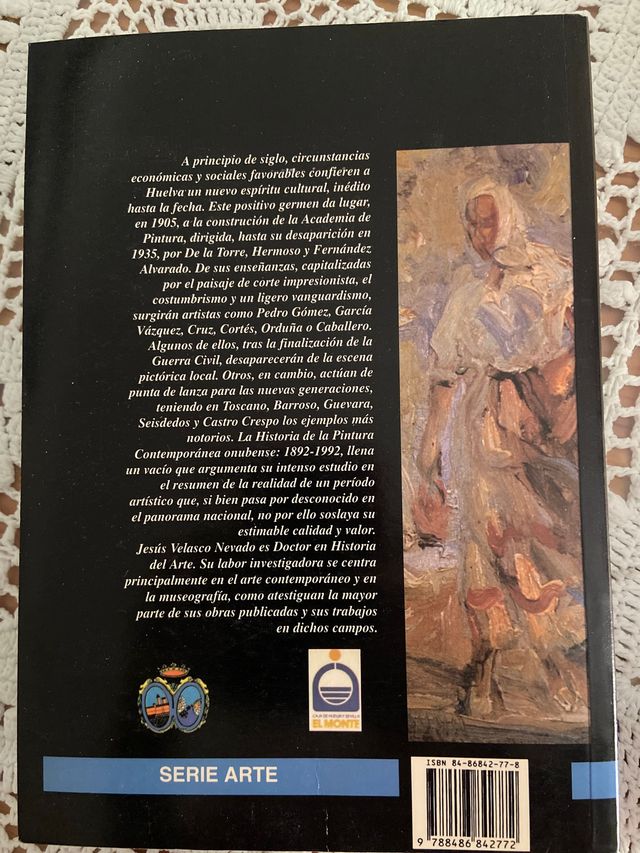 A principio de siglo, circunstancias
económicas y sociales favorables confieren a
Huelva un nuevo espíritu cultural, inédito
hasta la fecha. Este positivo germen da lugar,
en 1905, a la construción de la Academia de
Pintura, dirigida, hasta su desaparición en
1935, por De la Torre, Hermoso y Fernández
Alvarado. De sus enseñanzas, capitalizadas
por el paisaje de corte impresionista, el
costumbrismo y un ligero vanguardismo,
surgirán artistas como Pedro Gómez, García
Vázquez, Cruz, Cortés, Orduña o Caballero.
Algunos de ellos, tras la finalización de la
Guerra Civil, desaparecerán de la escena
pictórica local. Otros, en cambio, actúan de
punta de lanza para las nuevas generaciones,
teniendo en Toscano, Barroso, Guevara,
Seisdedos y Castro Crespo los ejemplos más
notorios. La Historia de la Pintura
Contemporánea onubense: 1892-1992, llena
un vacío que argumenta su intenso estudio en
el resumen de la realidad de un período
artístico que, si bien pasa por desconocido en
el panorama nacional, no por ello soslaya su
estimable calidad y valor.
Jesús Velasco Nevado es Doctor en Historia
del Arte. Su labor investigadora se centra
principalmente en el arte contemporáneo y en
la museografía, como atestiguan la mayor
parte de sus obras publicadas y sus trabajos
en dichos campos.
CAJA DE HUELVA Y SEVILLA
EL MONTE
SERIE ARTE
ISBN 84-86842-77-8
9 788486 842772